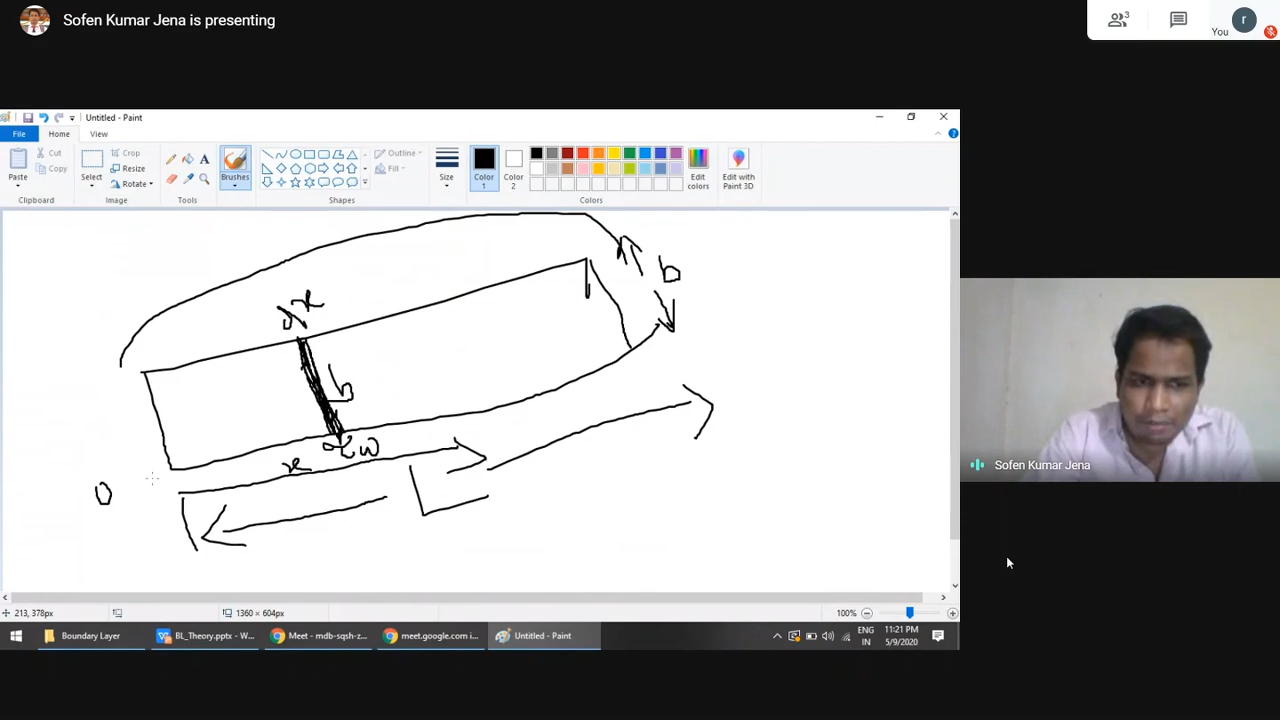 Sofen Kumar Jena is presenting
3
You
r
Untitled - Paint
File
Home
View
Paste
Cut
Copy
Clipboard
Select
Crop
Resize
Rotate
Image
A
Tools
Brushes
Outline
Fill
Shapes
Size
Color 1
Color 2
Edit colors
Edit with Paint 3D
Colors
b
dx
b
τw
x
L
0
Sofen Kumar Jena
213, 378px
1360 × 604px
100%
Boundary Layer
BL_Theory.pptx - W...
Meet - mdb-sqsh-z...
meet.google.com i...
Untitled - Paint
ENG
IN
11:21 PM
5/9/2020